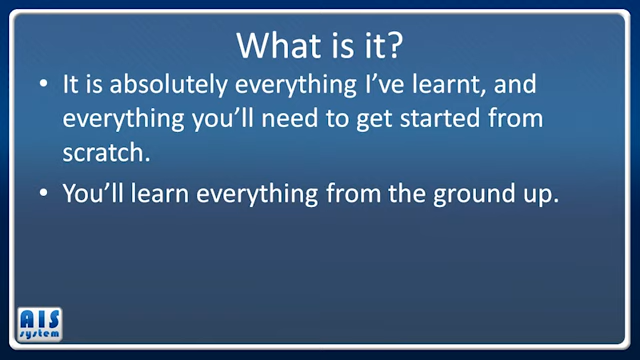 What is it?
• It is absolutely everything I’ve learnt, and
everything you’ll need to get started from
scratch.
• You’ll learn everything from the ground up.
AIS
system